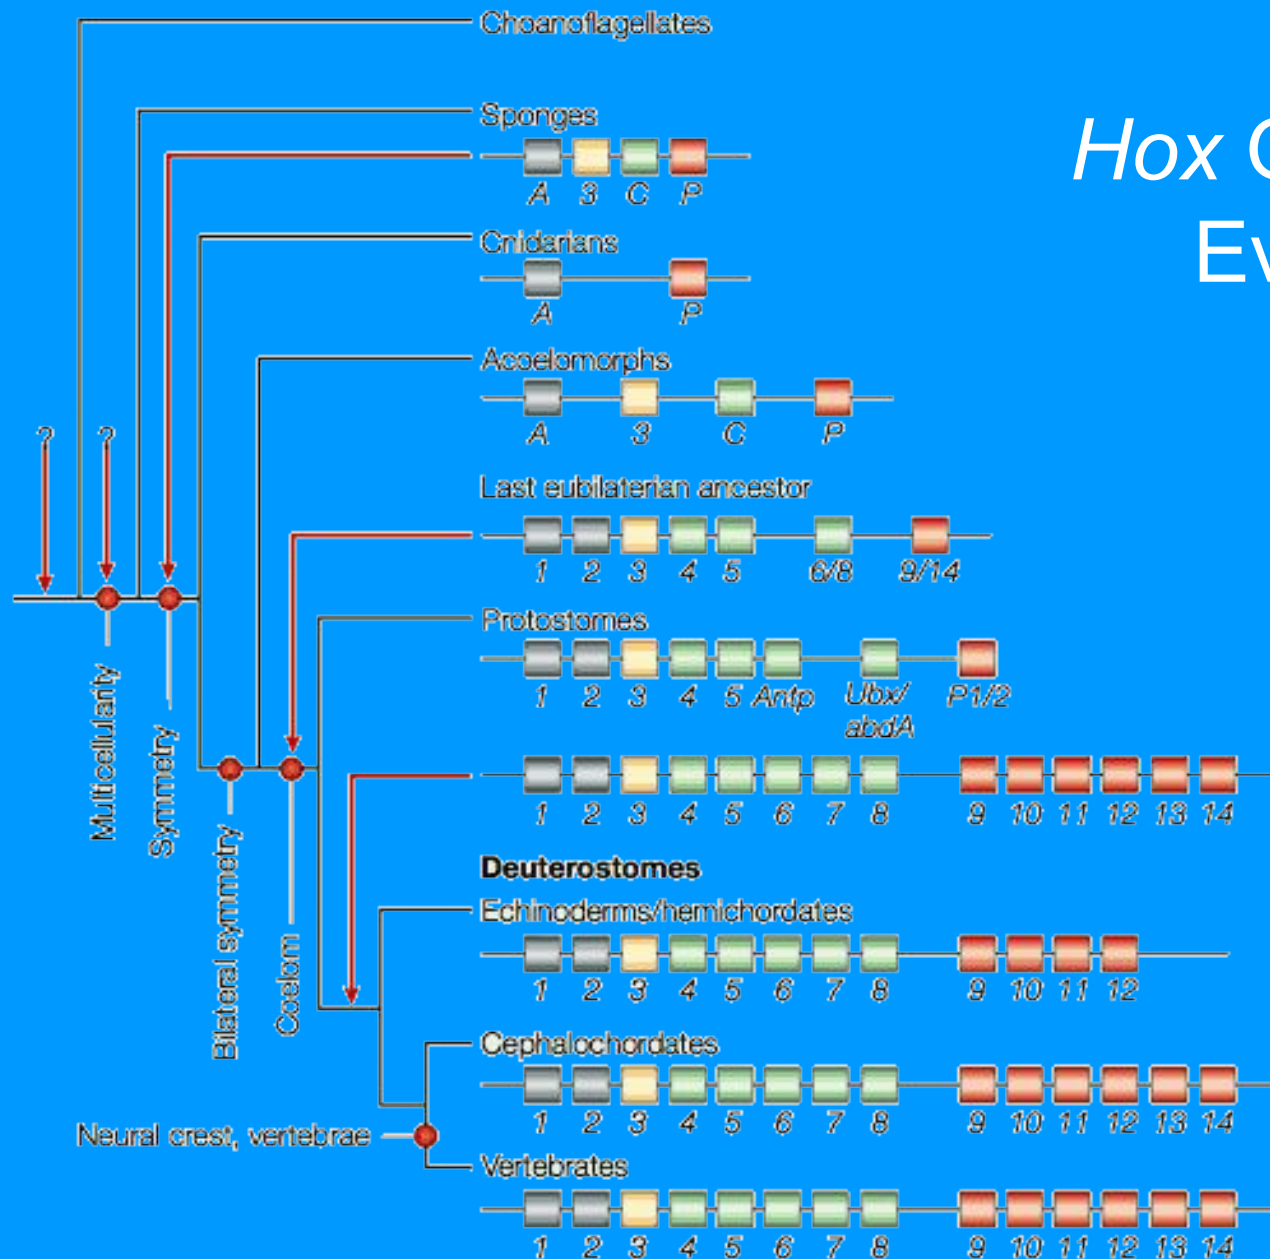 Choanoflagellates
Sponges
A 3 C P
Cnidarians
A P
Acoelomorphs
A 3 C P
Last eubilaterian ancestor
1 2 3 4 5 6/8 9/14
Protostomes
1 2 3 4 5 Antp Ubx/ P1/2
abdA
1 2 3 4 5 6 7 8 9 10 11 12 13 14
Deuterostomes
Echinoderms/hemichordates
1 2 3 4 5 6 7 8 9 10 11 12
Cephalochordates
1 2 3 4 5 6 7 8 9 10 11 12 13 14
Vertebrates
1 2 3 4 5 6 7 8 9 10 11 12 13 14
? ?
Multicellularity
Symmetry
Bilateral symmetry
Coelom
Neural crest, vertebrae
Hox
Ev